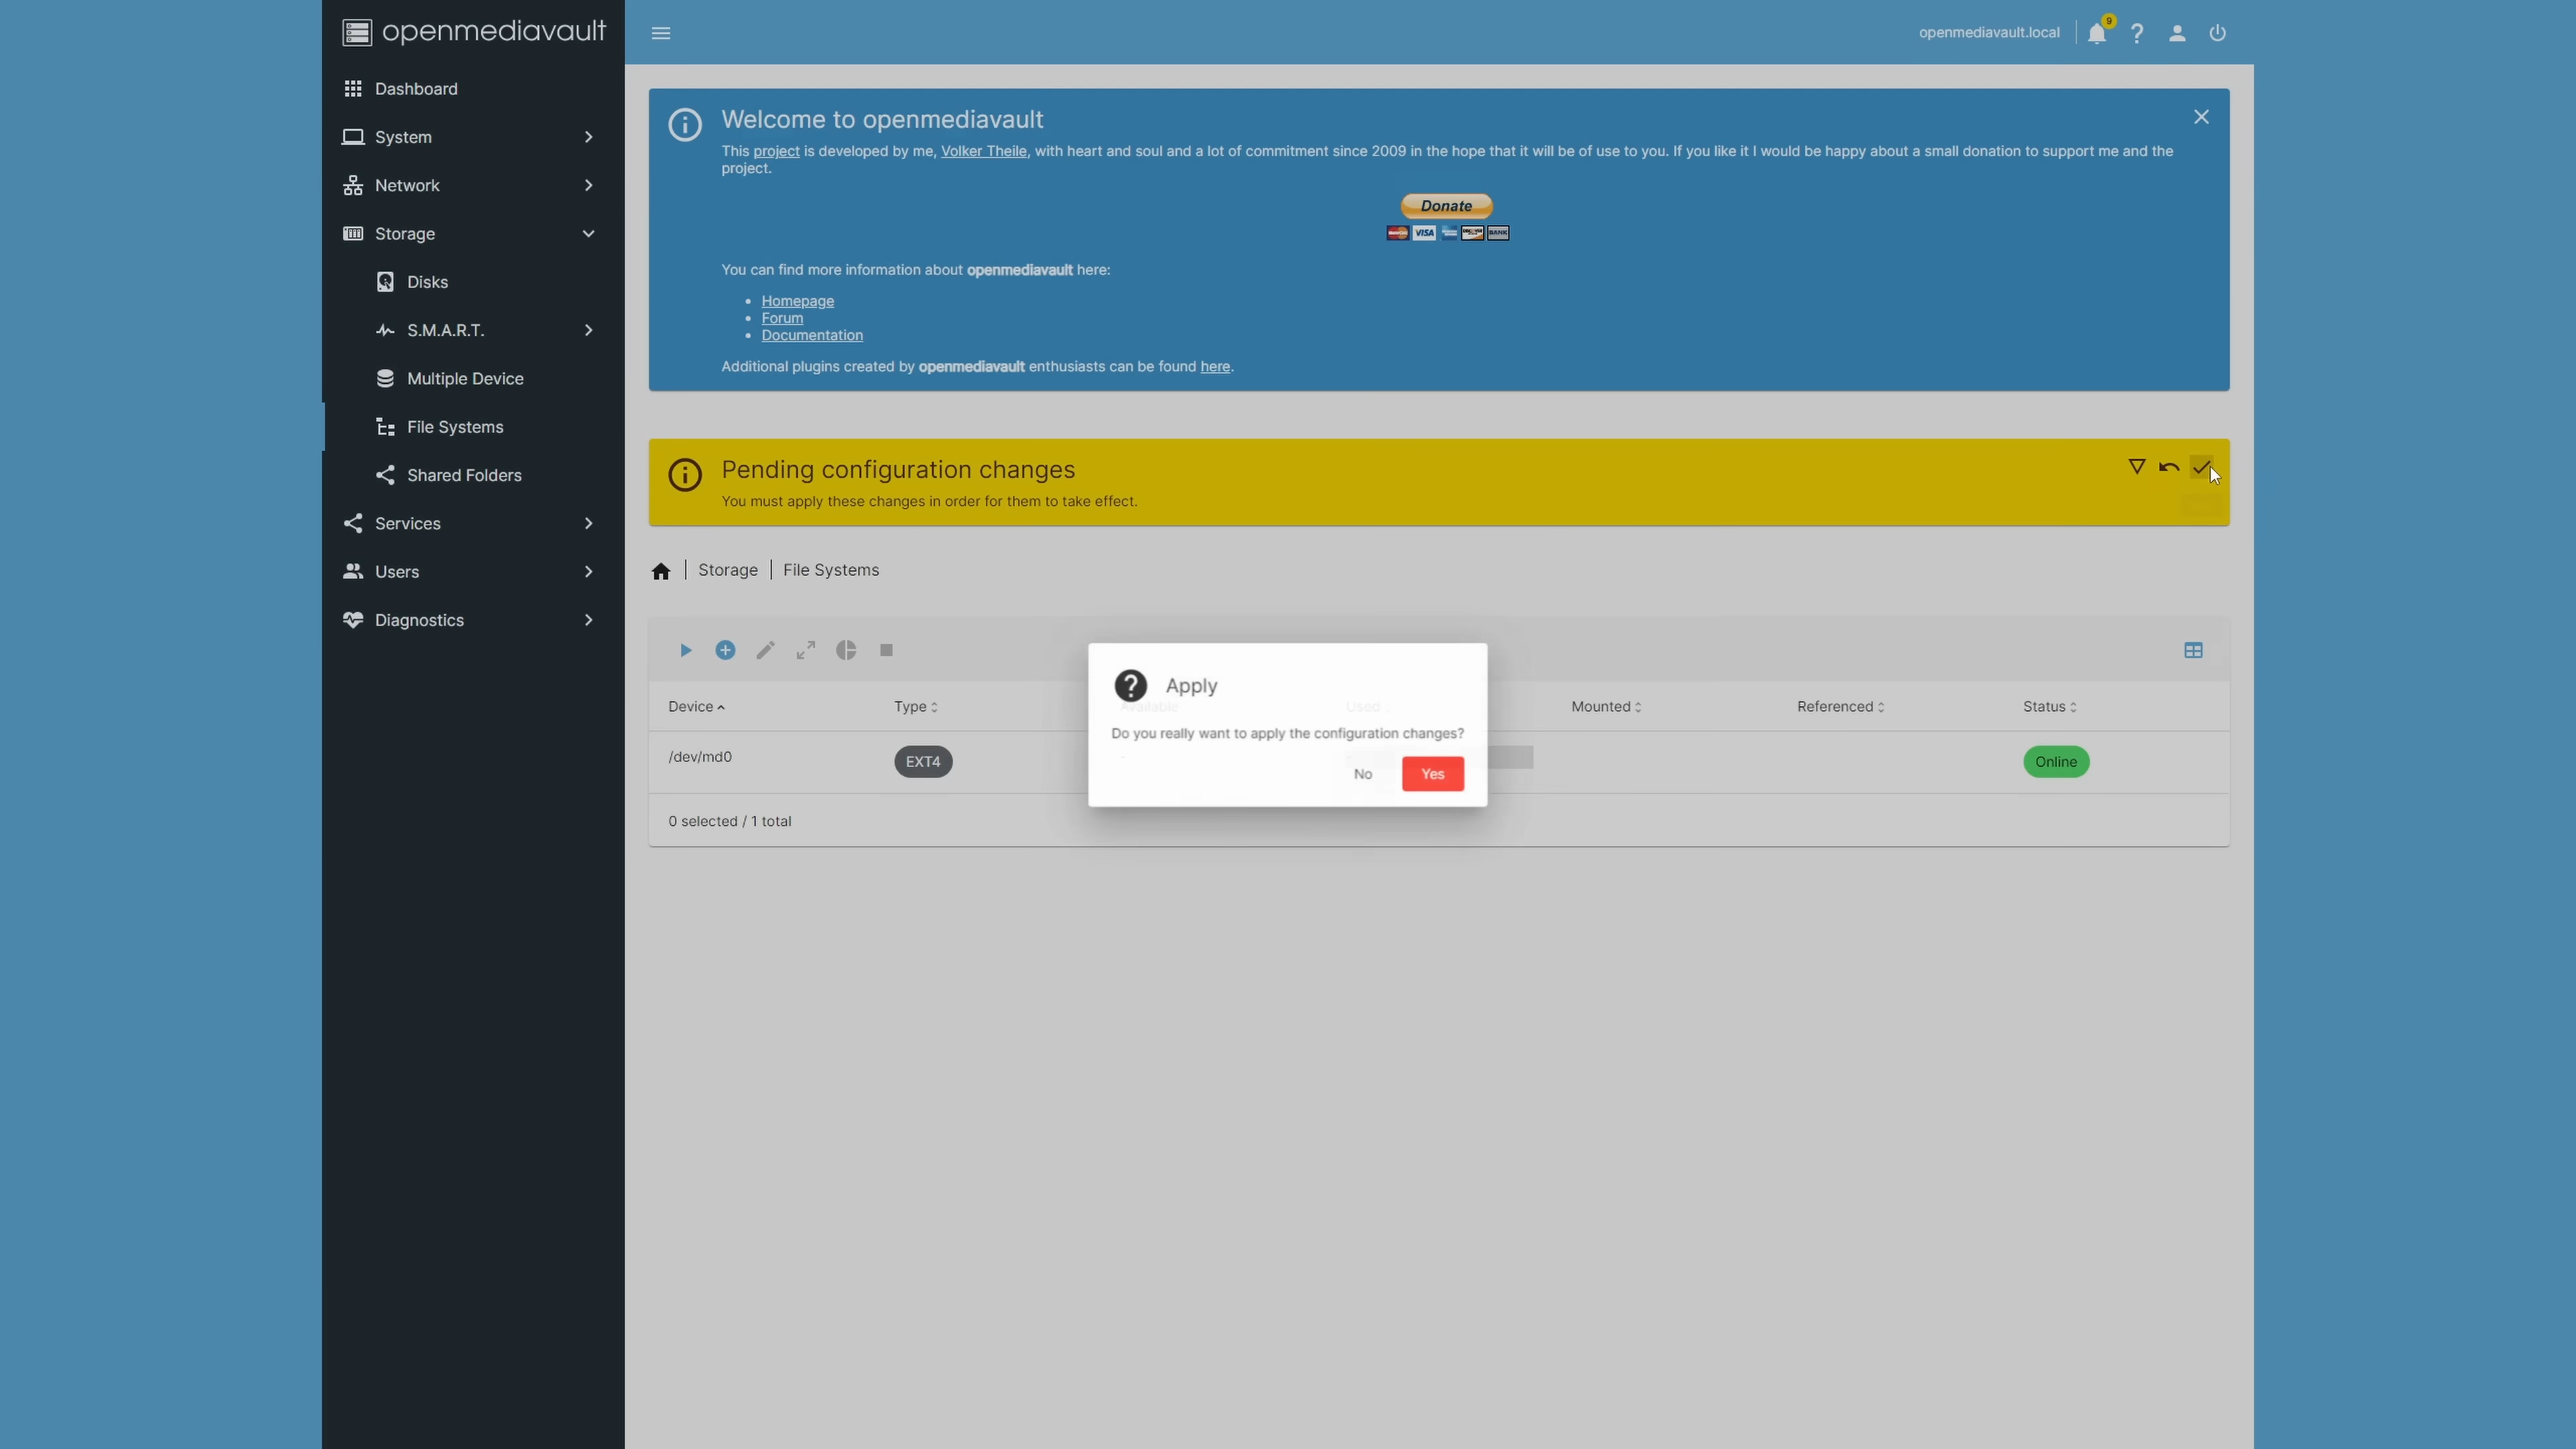 openmediavault
openmediavault.local
9
Dashboard
System
Network
Storage
Disks
S.M.A.R.T.
Multiple Device
File Systems
Shared Folders
Services
Users
Diagnostics
Welcome to openmediavault
This project is developed by me, Volker Theile, with heart and soul and a lot of commitment since 2009 in the hope that it will be of use to you. If you like it I would be happy about a small donation to support me and the
project.
Donate
VISA
BANK
You can find more information about openmediavault here:
• Homepage
• Forum
• Documentation
Additional plugins created by openmediavault enthusiasts can be found here.
Pending configuration changes
You must apply these changes in order for them to take effect.
Storage | File Systems
Device Type Available Used Mounted Referenced Status
/dev/md0 EXT4 Online
0 selected / 1 total
Apply
Do you really want to apply the configuration changes?
No Yes